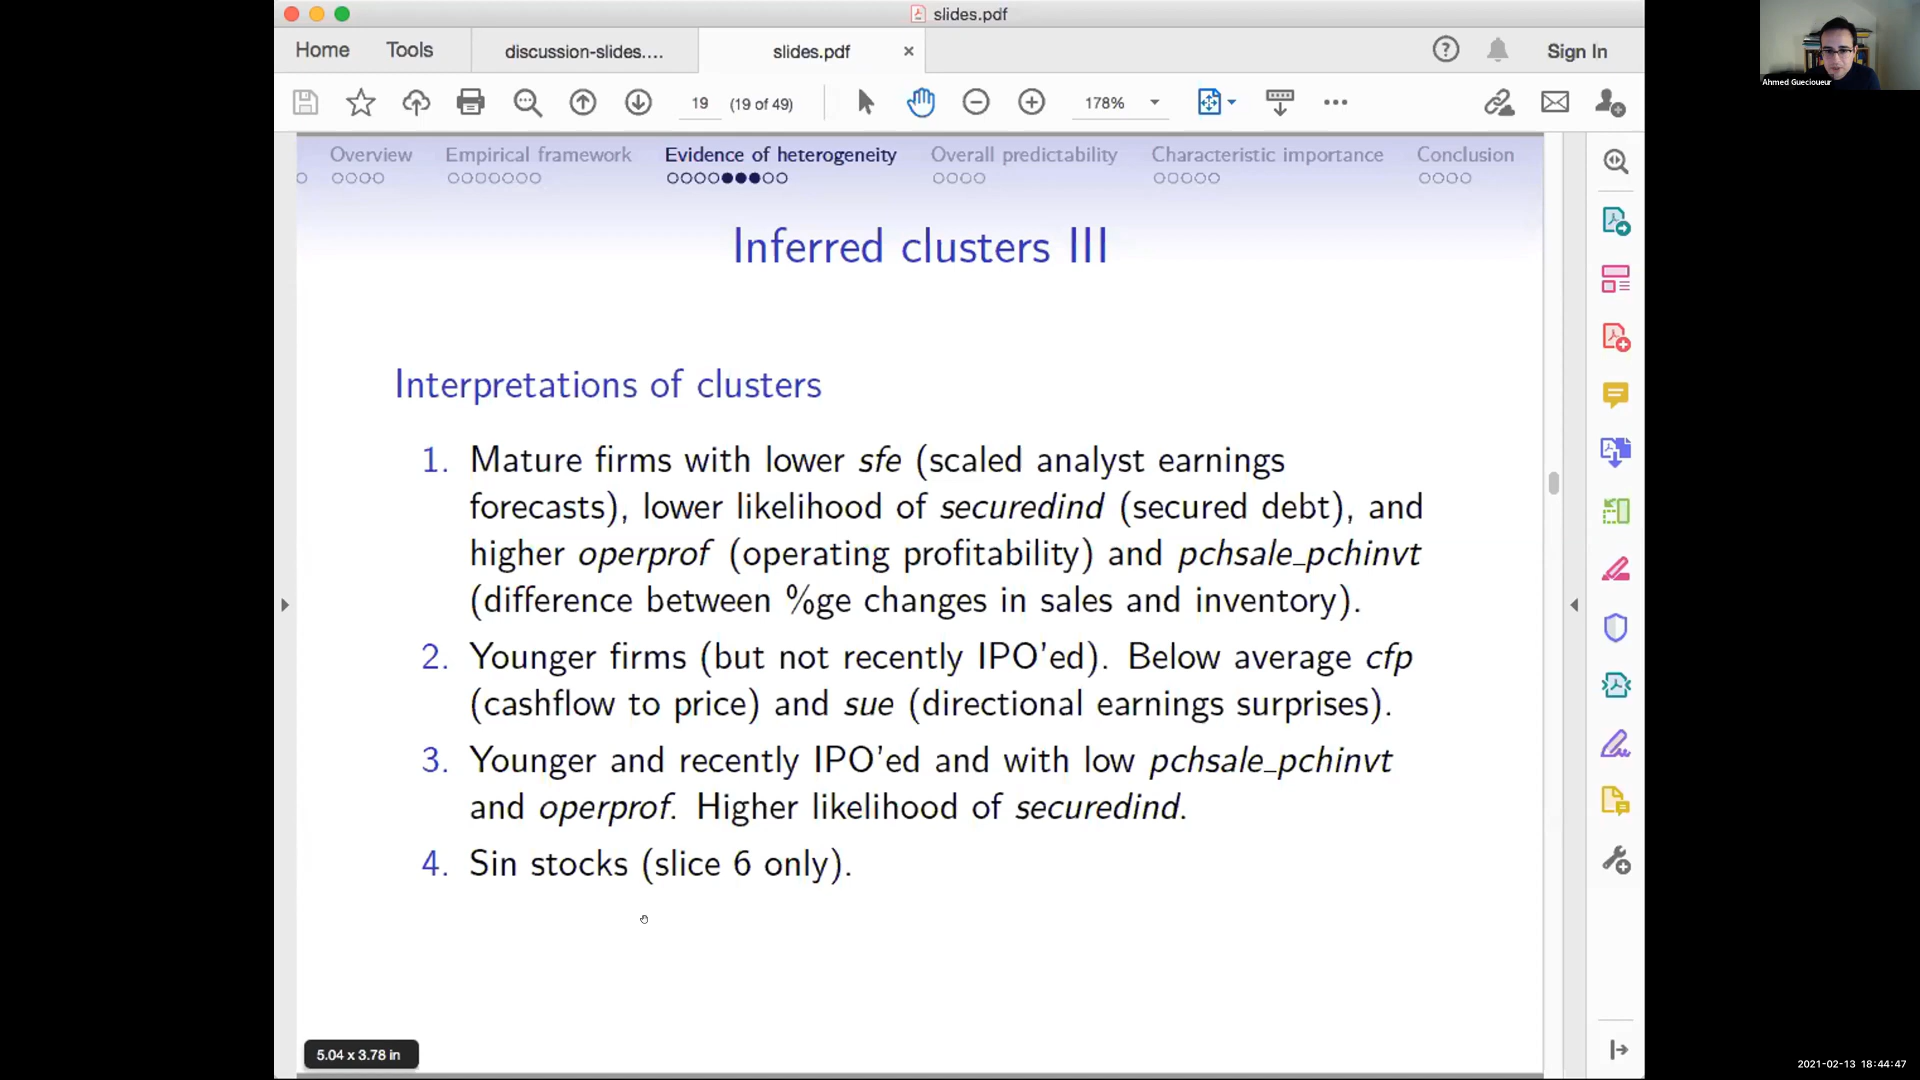 slides.pdf
Home
Tools
discussion-slides....
slides.pdf
Sign In
19
(19 of 49)
178%
Ahmed Guecioueur
Overview
Empirical framework
Evidence of heterogeneity
Overall predictability
Characteristic importance
Conclusion
Inferred clusters III
Interpretations of clusters
1. Mature firms with lower sfe (scaled analyst earnings
forecasts), lower likelihood of securedind (secured debt), and
higher operprof (operating profitability) and pchsale_pchinvt
(difference between %ge changes in sales and inventory).
2. Younger firms (but not recently IPO'ed). Below average cfp
(cashflow to price) and sue (directional earnings surprises).
3. Younger and recently IPO'ed and with low pchsale_pchinvt
and operprof. Higher likelihood of securedind.
4. Sin stocks (slice 6 only).
5.04 x 3.78 in
2021-02-13 18:44:47